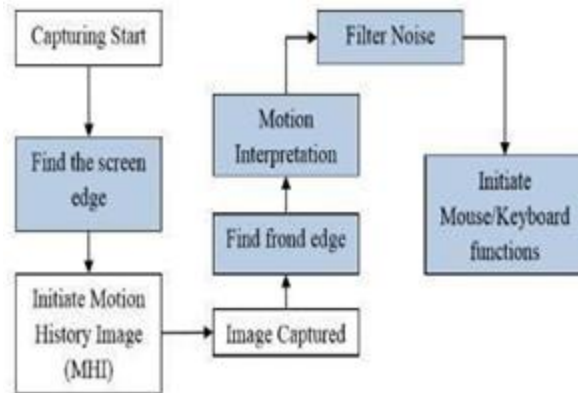 Capturing Start
Find the screen
edge
Initiate Motion
History Image
(MHI)
Image Captured
Find frond edge
Motion
Interpretation
Filter Noise
Initiate
Mouse/Keyboard
functions